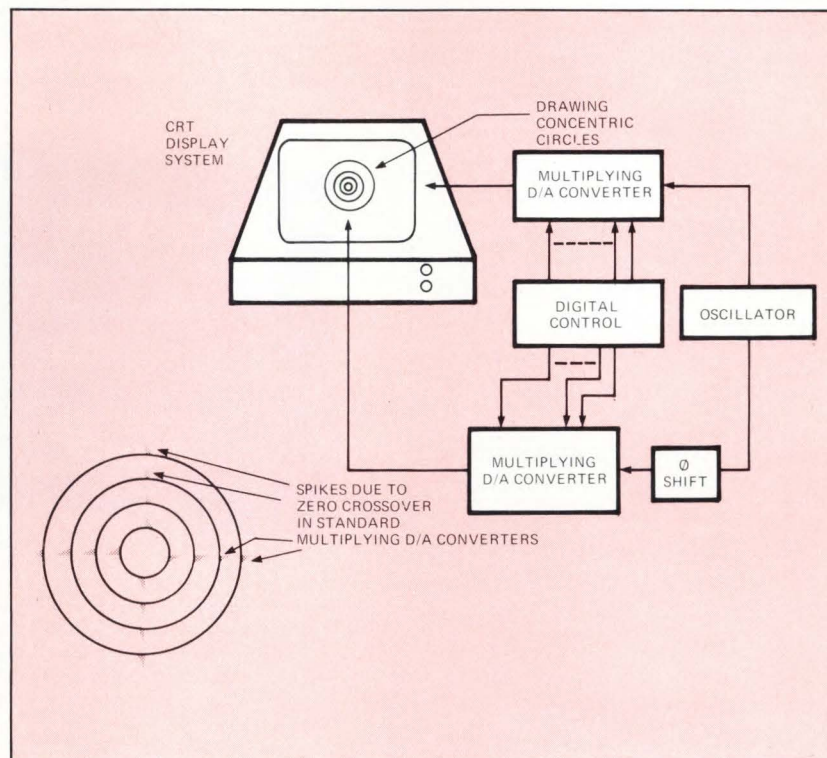 CRT
DISPLAY
SYSTEM
DRAWING
CONCENTRIC
CIRCLES
MULTIPLYING
D/A CONVERTER
DIGITAL
CONTROL
OSCILLATOR
MULTIPLYING
D/A CONVERTER
Ø
SHIFT
SPIKES DUE TO
ZERO CROSSOVER
IN STANDARD
MULTIPLYING D/A CONVERTERS